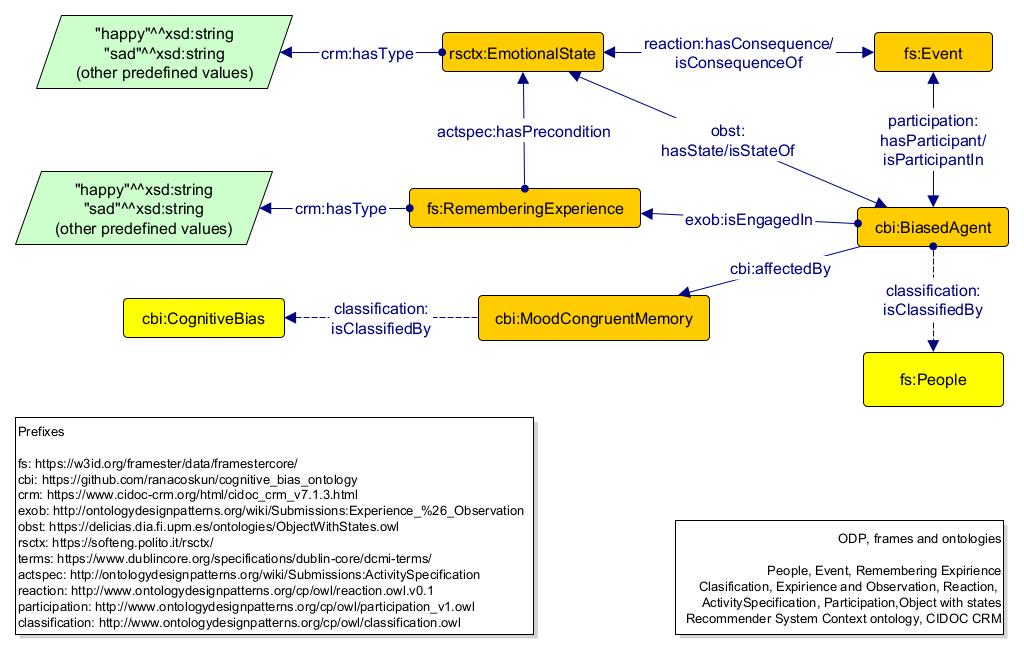 "happy"^^xsd:string
"sad"^^xsd:string
(other predefined values)
crm:hasType
rsctx:EmotionalState
reaction:hasConsequence/
isConsequenceOf
fs:Event
actspec:hasPrecondition
obst:
hasState/isStateOf
participation:
hasParticipant/
isParticipantIn
"happy"^^xsd:string
"sad"^^xsd:string
(other predefined values)
crm:hasType
fs:RememberingExperience
exob:isEngagedIn
cbi:BiasedAgent
cbi:affectedBy
cbi:CognitiveBias
classification:
isClassifiedBy
cbi:MoodCongruentMemory
classification:
isClassifiedBy
fs:People
Prefixes
fs: https://w3id.org/framester/data/framestercore/
cbi: https://github.com/ranacoskun/cognitive_bias_ontology
crm: https://www.cidoc-crm.org/html/cidoc_crm_v7.1.3.html
exob: http://ontologydesignpatterns.org/wiki/Submissions:Experience_%26_Observation
obst: https://delicias.dia.fi.upm.es/ontologies/ObjectWithStates.owl
rsctx: https://softeng.polito.it/rsctx/
terms: https://www.dublincore.org/specifications/dublin-core/dcmi-terms/
actspec: http://ontologydesignpatterns.org/wiki/Submissions:ActivitySpecification
reaction: http://www.ontologydesignpatterns.org/cp/owl/reaction.owl.v0.1
participation: http://www.ontologydesignpatterns.org/cp/owl/participation_v1.owl
classification: http://www.ontologydesignpatterns.org/cp/owl/classification.owl
ODP, frames and ontologies
People, Event, Remembering Expirience
Clasification, Expirience and Observation, Reaction,
ActivitySpecification, Participation,Object with states
Recommender System Context ontology, CIDOC CRM